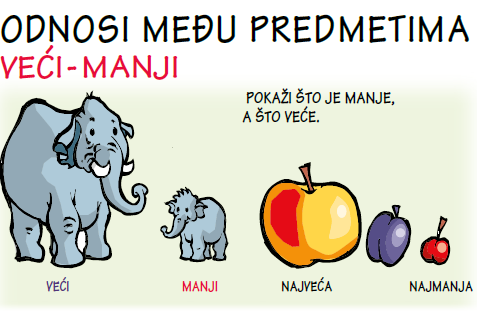 ODNOSI MEĐU PREDMETIMA
VEĆI-MANJI
POKAŽI ŠTO JE MANJE,
A ŠTO VEĆE.
VEĆI MANJI NAJVEĆA NAJMANJA